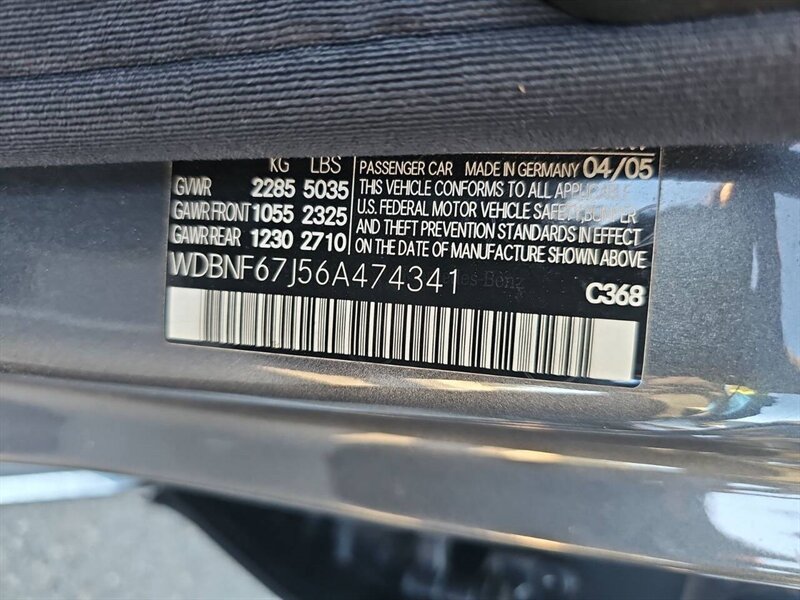 KG LBS
GVWR 2285 5035
GAWR FRONT 1055 2325
GAWR REAR 1230 2710
PASSENGER CAR MADE IN GERMANY 04/05
THIS VEHICLE CONFORMS TO ALL APPLICABLE
U.S. FEDERAL MOTOR VEHICLE SAFETY, BUMPER
AND THEFT PREVENTION STANDARDS IN EFFECT
ON THE DATE OF MANUFACTURE SHOWN ABOVE.
WDBNF67J56A474341
C368